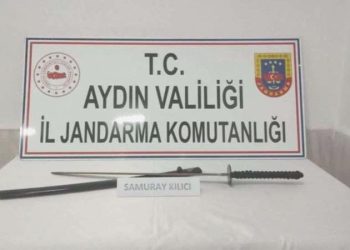 T.C.
AYDIN VALİLİĞİ
İL JANDARMA KOMUTANLIĞI
SAMURAY KILICI